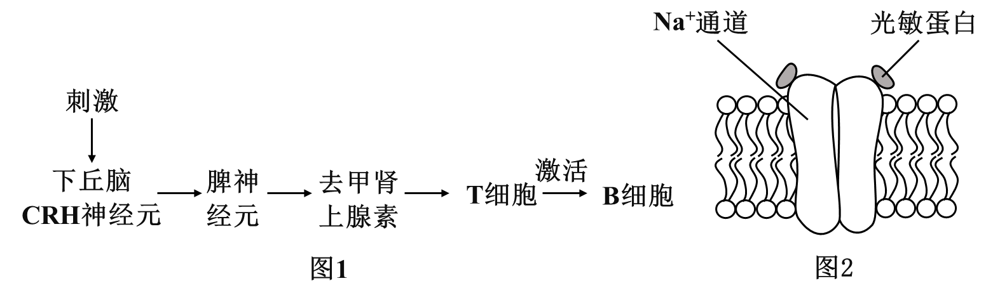 Na⁺通道
光敏蛋白
刺激
下丘脑
CRH神经元
脾神
经元
去甲肾
上腺素
T细胞
激活
B细胞
图1
图2